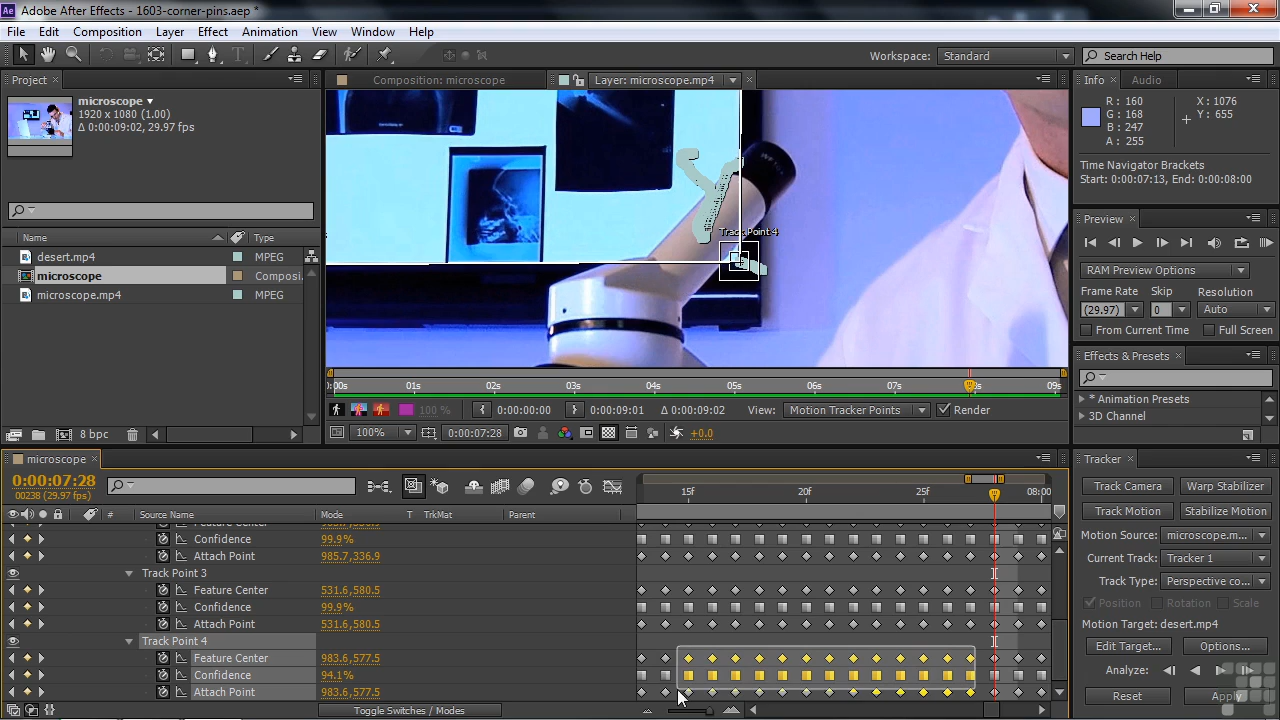 Ae Adobe After Effects - 1603-corner-pins.aep *
File Edit Composition Layer Effect Animation View Window Help
T Workspace: Standard Search Help
Project
microscope
1920 x 1080 (1.00)
Δ 0:00:09:02, 29.97 fps
Name Type
desert.mp4 MPEG
microscope Composi
microscope.mp4 MPEG
8 bpc
Composition: microscope Layer: microscope.mp4
Track Point 4
0:00s 01s 02s 03s 04s 05s 06s 07s 09s
100 % 0:00:00:00 0:00:09:01 Δ 0:00:09:02 View: Motion Tracker Points Render
100% 0:00:07:28 +0.0
Info Audio
R: 160 X: 1076
G: 168 Y: 655
B: 247
A: 255
Time Navigator Brackets
Start: 0:00:07:13, End: 0:00:08:00
Preview
RAM Preview Options
Frame Rate Skip Resolution
(29.97) 0 Auto
From Current Time Full Screen
Effects & Presets
* Animation Presets
3D Channel
microscope
0:00:07:28
00238 (29.97 fps)
15f 20f 25f 08:00
# Source Name Mode T TrkMat Parent
Feature Center
Confidence 99.9%
Attach Point 985.7,336.9
Track Point 3
Feature Center 531.6,580.5
Confidence 99.9%
Attach Point 531.6,580.5
Track Point 4
Feature Center 983.6,577.5
Confidence 94.1%
Attach Point 983.6,577.5
Toggle Switches / Modes
Tracker
Track Camera Warp Stabilizer
Track Motion Stabilize Motion
Motion Source: microscope.m...
Current Track: Tracker 1
Track Type: Perspective co...
Position Rotation Scale
Motion Target: desert.mp4
Edit Target... Options...
Analyze:
Reset Apply